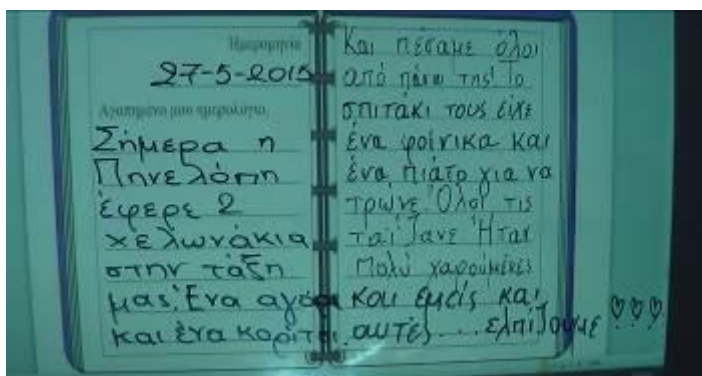 Ημερομηνία
27-5-2015
Αγαπημένο μου ημερολόγιο,
Σήμερα η
Πηνελόπη
έφερε 2
χελωνάκια
στην τάξη
μας. Ένα αγόρι
και ένα κορίτσι.
Και πέσαμε όλοι
από πάνω της! Το
σπιτάκι τους είχε
ένα φοίνικα και
ένα πιάτο για να
τρώνε. Όλοι τις
ταΐζανε. Ήταν
πολύ χαρούμενες
και εμείς και
αυτές... ελπίζουμε